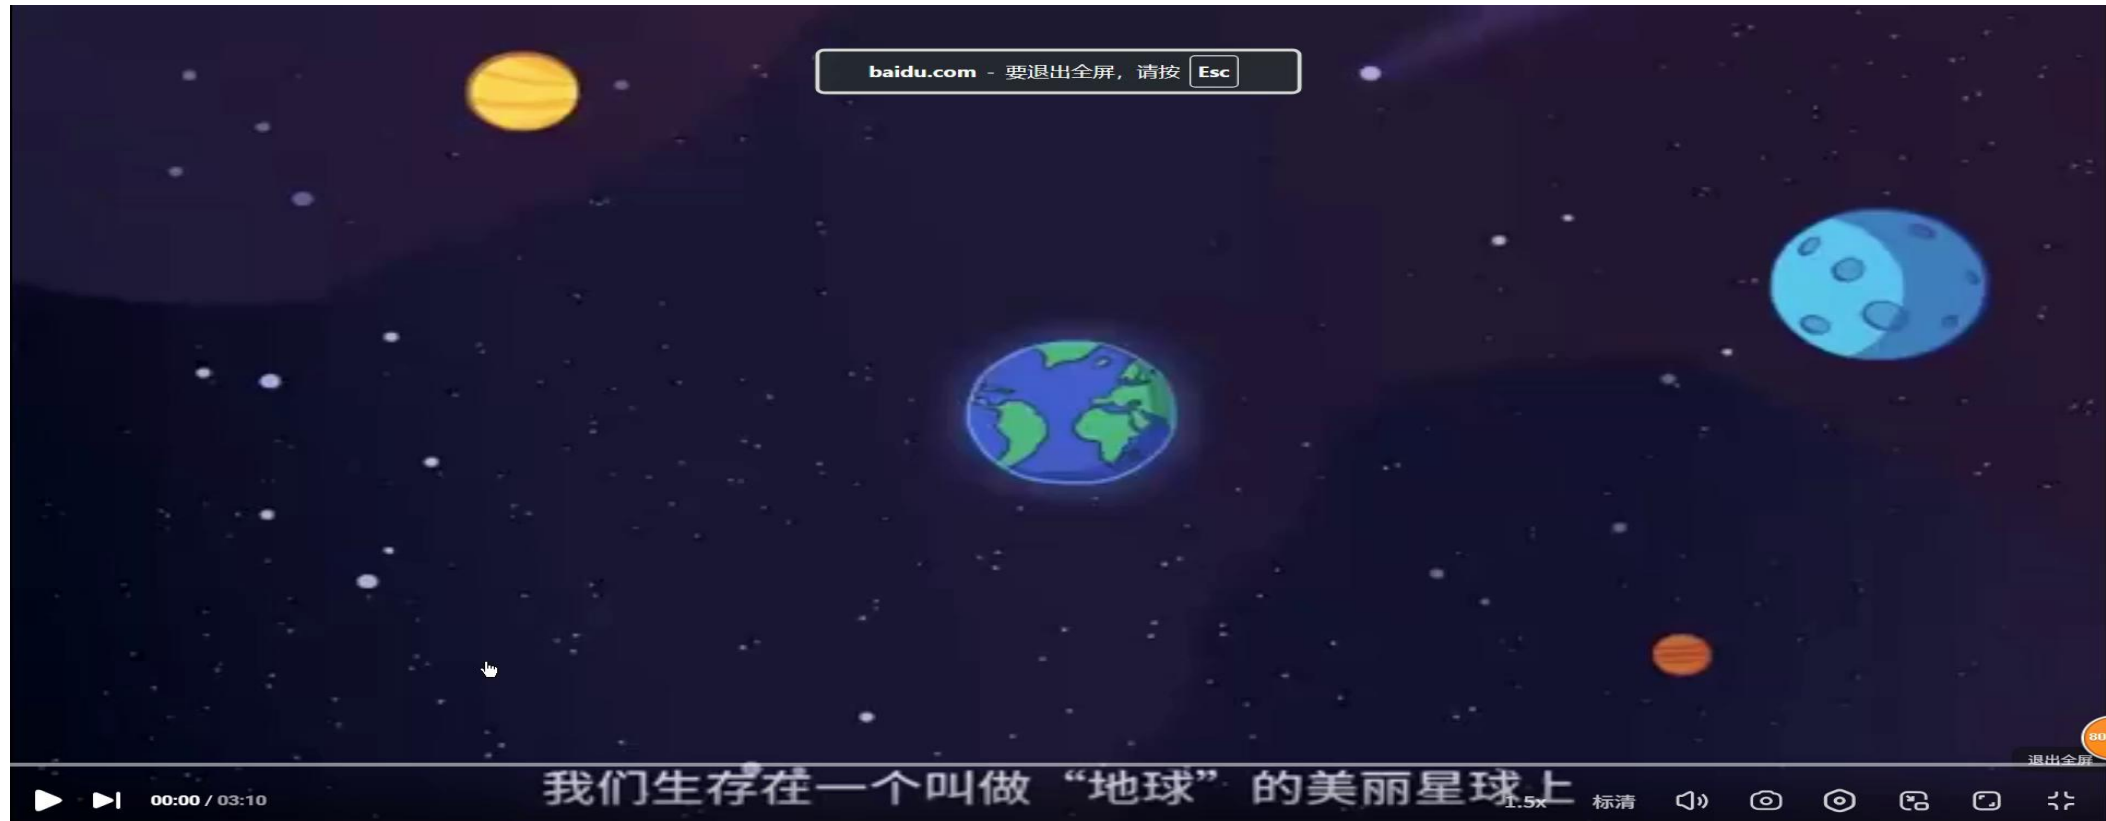 baidu.com - 要退出全屏，请按 Esc
80
退出全屏
我们生存在一个叫做“地球”的美丽星球上
00:00 / 03:10
1.5x 标清